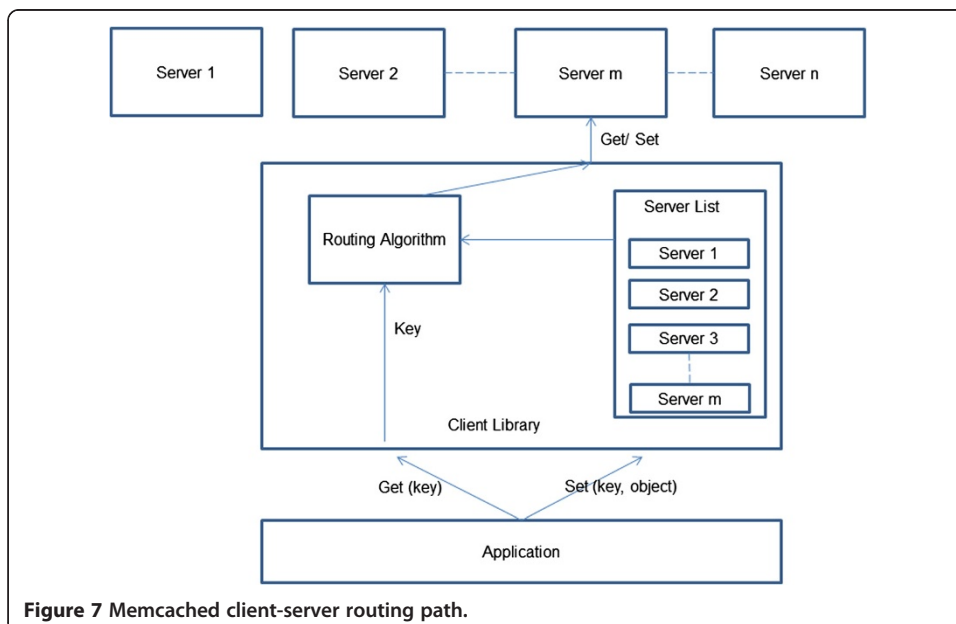 Server 1
Server 2
Server m
Server n
Get/ Set
Server List
Routing Algorithm
Server 1
Server 2
Key
Server 3
Server m
Client Library
Get (key)
Set (key, object)
Application
Figure 7 Memcached client-server routing path.